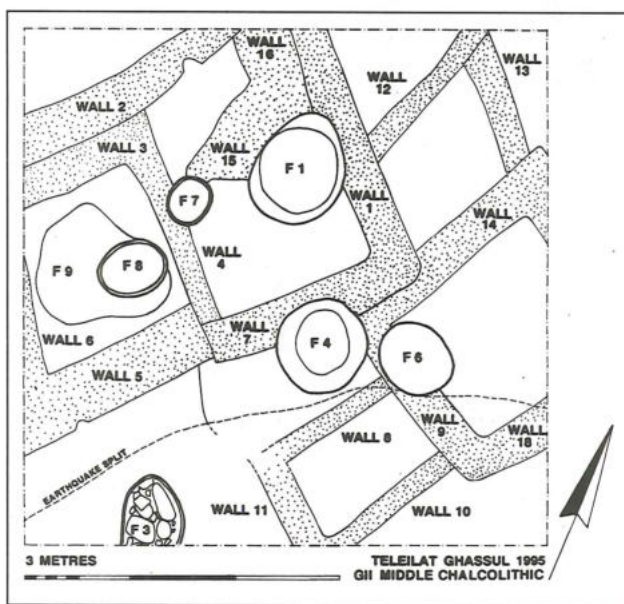 WALL
16
WALL
12
WALL
13
WALL 2
WALL 3
WALL
15
F 1
F 7
WALL
1
WALL
14
WALL
4
F 9
F 8
WALL 6
WALL
7
F 4
F 6
WALL 5
WALL 8
WALL
9
WALL
18
EARTHQUAKE SPLIT
F 3
WALL 11
WALL 10
3 METRES
TELEILAT GHASSUL 1995
GII MIDDLE CHALCOLITHIC